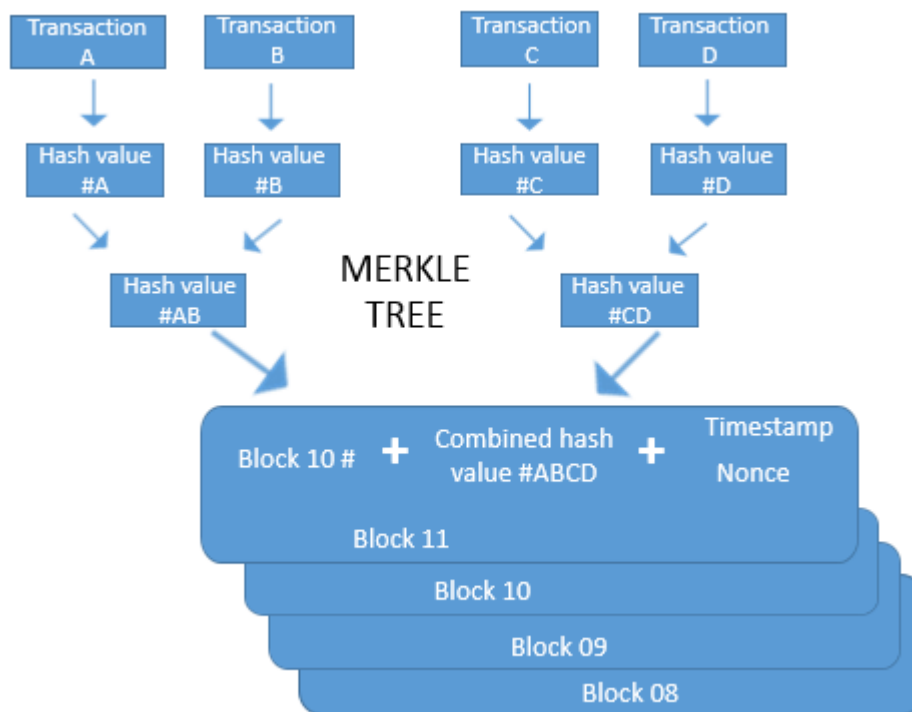 Transaction
A
Transaction
B
Transaction
C
Transaction
D
Hash value
#A
Hash value
#B
Hash value
#C
Hash value
#D
Hash value
#AB
MERKLE
TREE
Hash value
#CD
Block 10 #
+
Combined hash
value #ABCD
+
Timestamp
Nonce
Block 11
Block 10
Block 09
Block 08